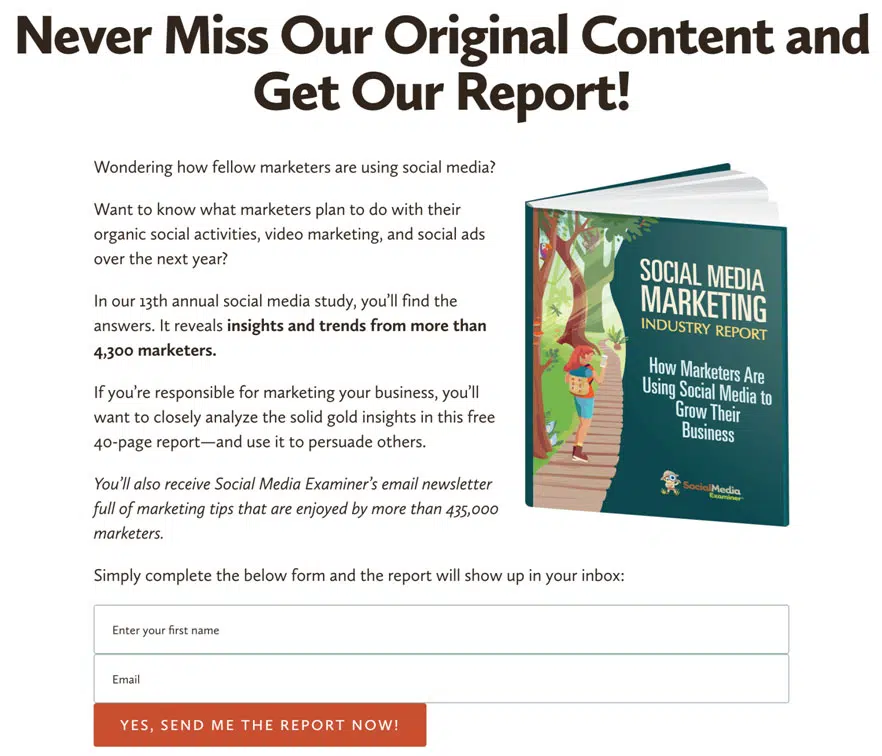 Never Miss Our Original Content and
Get Our Report!
Wondering how fellow marketers are using social media?
Want to know what marketers plan to do with their
organic social activities, video marketing, and social ads
over the next year?
In our 13th annual social media study, you'll find the
answers. It reveals insights and trends from more than
4,300 marketers.
If you're responsible for marketing your business, you'll
want to closely analyze the solid gold insights in this free
40-page report—and use it to persuade others.
You'll also receive Social Media Examiner's email newsletter
full of marketing tips that are enjoyed by more than 435,000
marketers.
SOCIAL MEDIA
MARKETING
INDUSTRY REPORT
How Marketers Are
Using Social Media to
Grow Their
Business
SocialMedia
Examiner
Simply complete the below form and the report will show up in your inbox:
Enter your first name
Email
YES, SEND ME THE REPORT NOW!